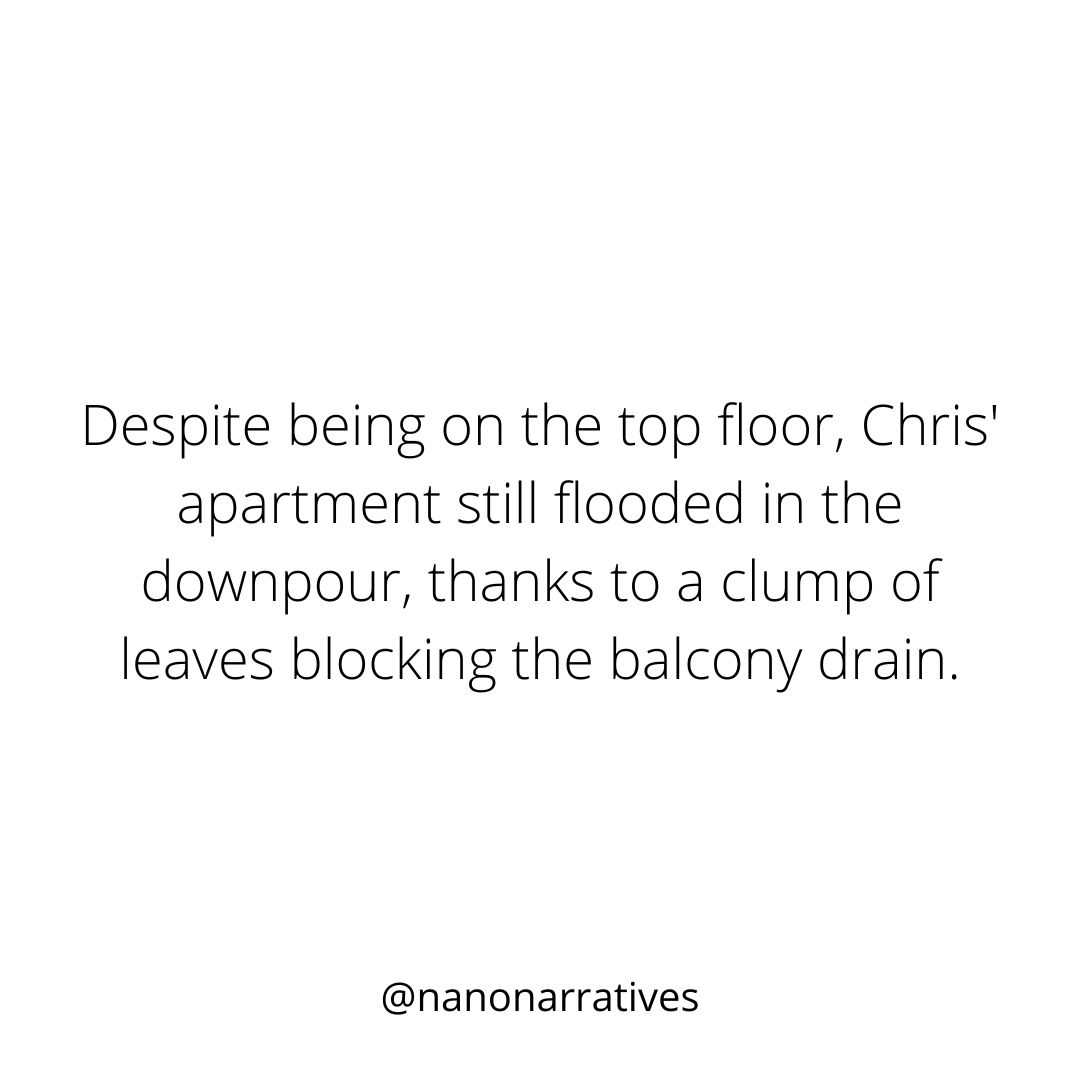 Despite being on the top floor, Chris'
apartment still flooded in the
downpour, thanks to a clump of
leaves blocking the balcony drain.
@nanonarratives